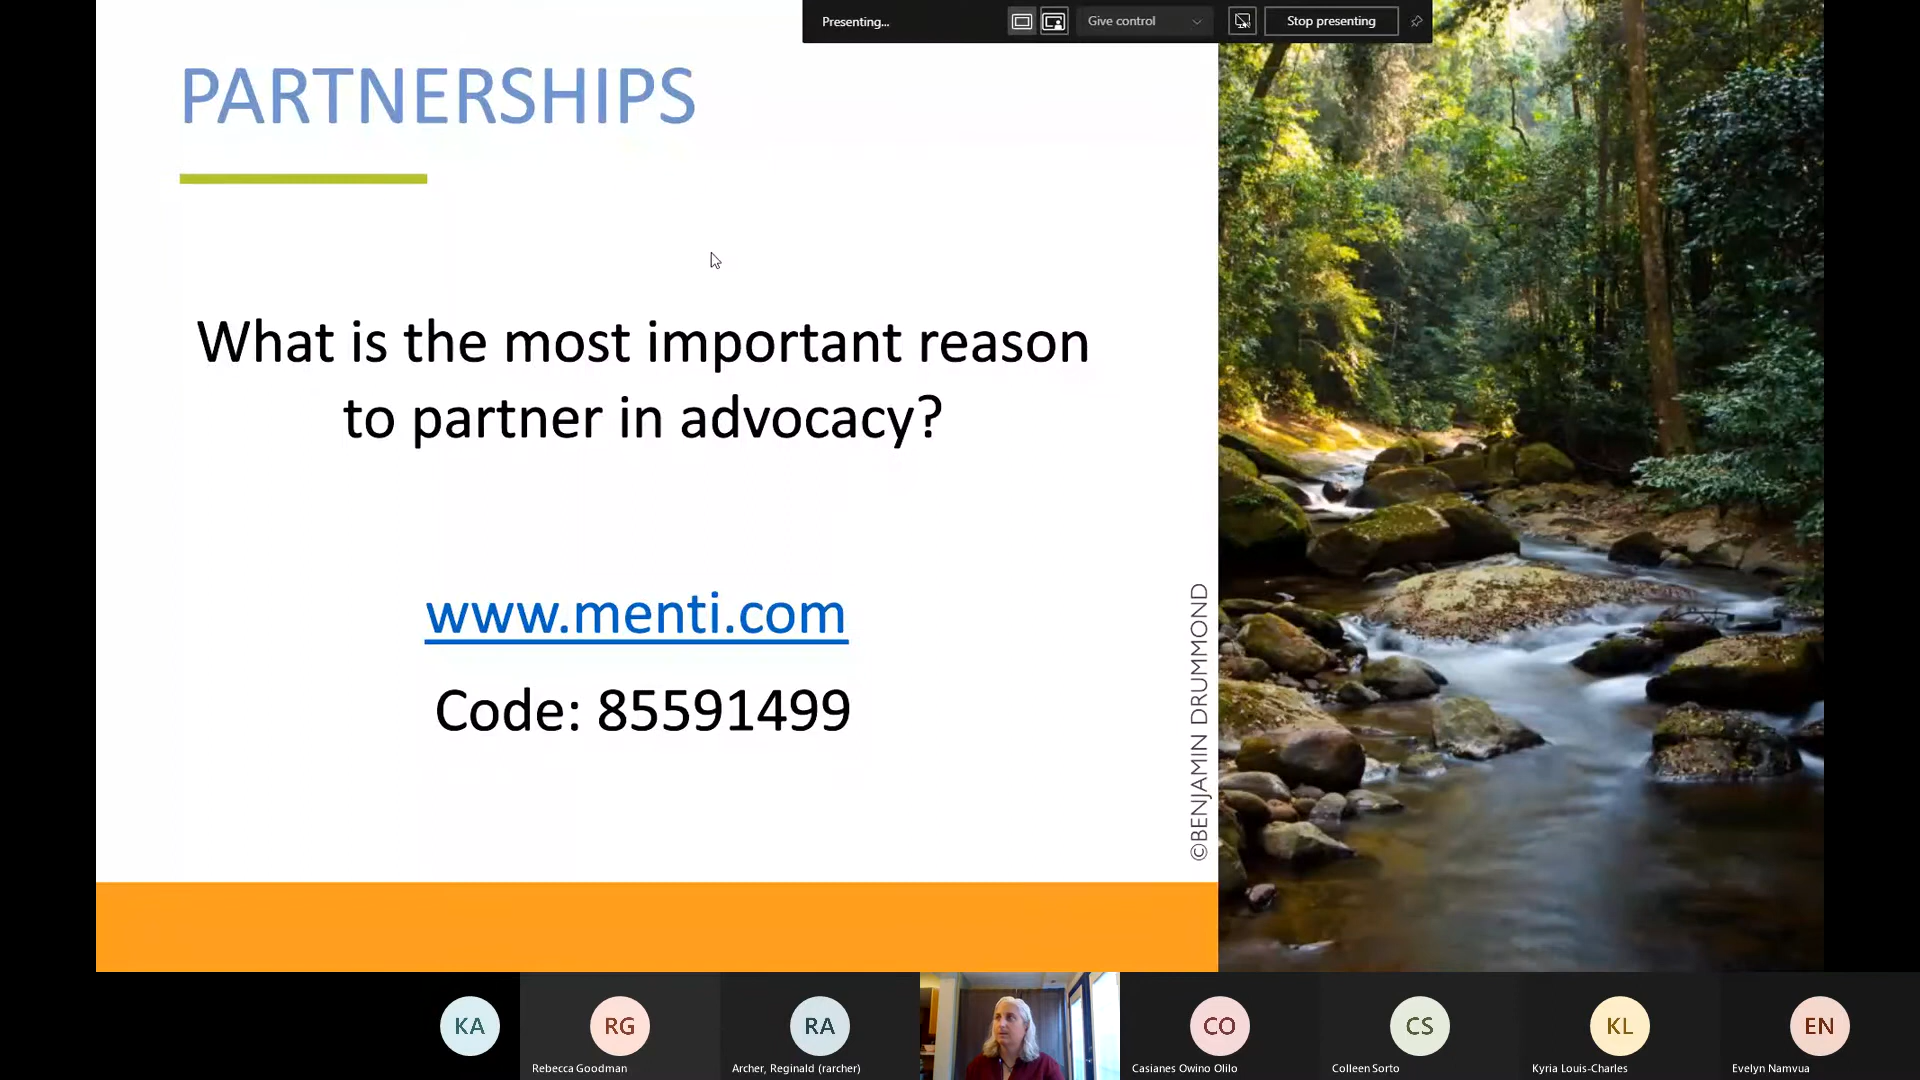 Presenting...
Give control
Stop presenting
PARTNERSHIPS
What is the most important reason
to partner in advocacy?
www.menti.com
Code: 85591499
©BENJAMIN DRUMMOND
KA
RG
RA
CO
CS
KL
EN
Rebecca Goodman
Archer, Reginald (rarcher)
Casianes Owino Olilo
Colleen Sorto
Kyria Louis-Charles
Evelyn Namvua